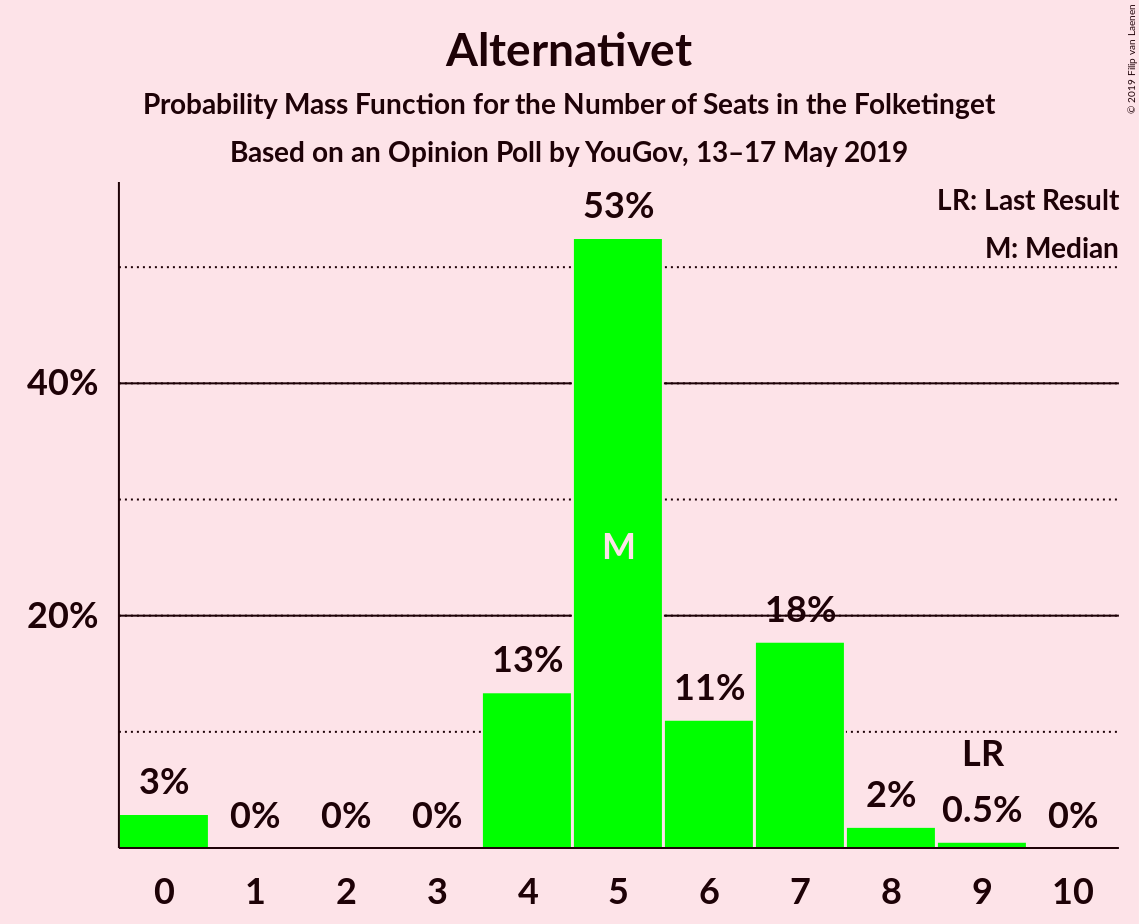 Alternativet
Probability Mass Function for the Number of Seats in the Folketinget
Based on an Opinion Poll by YouGov, 13–17 May 2019
© 2019 Filip van Laenen
LR: Last Result
M: Median
53%
40%
M
20%
18%
13%
11%
LR
3%
0%
0%
0%
2%
0.5%
0%
0 1 2 3 4 5 6 7 8 9 10